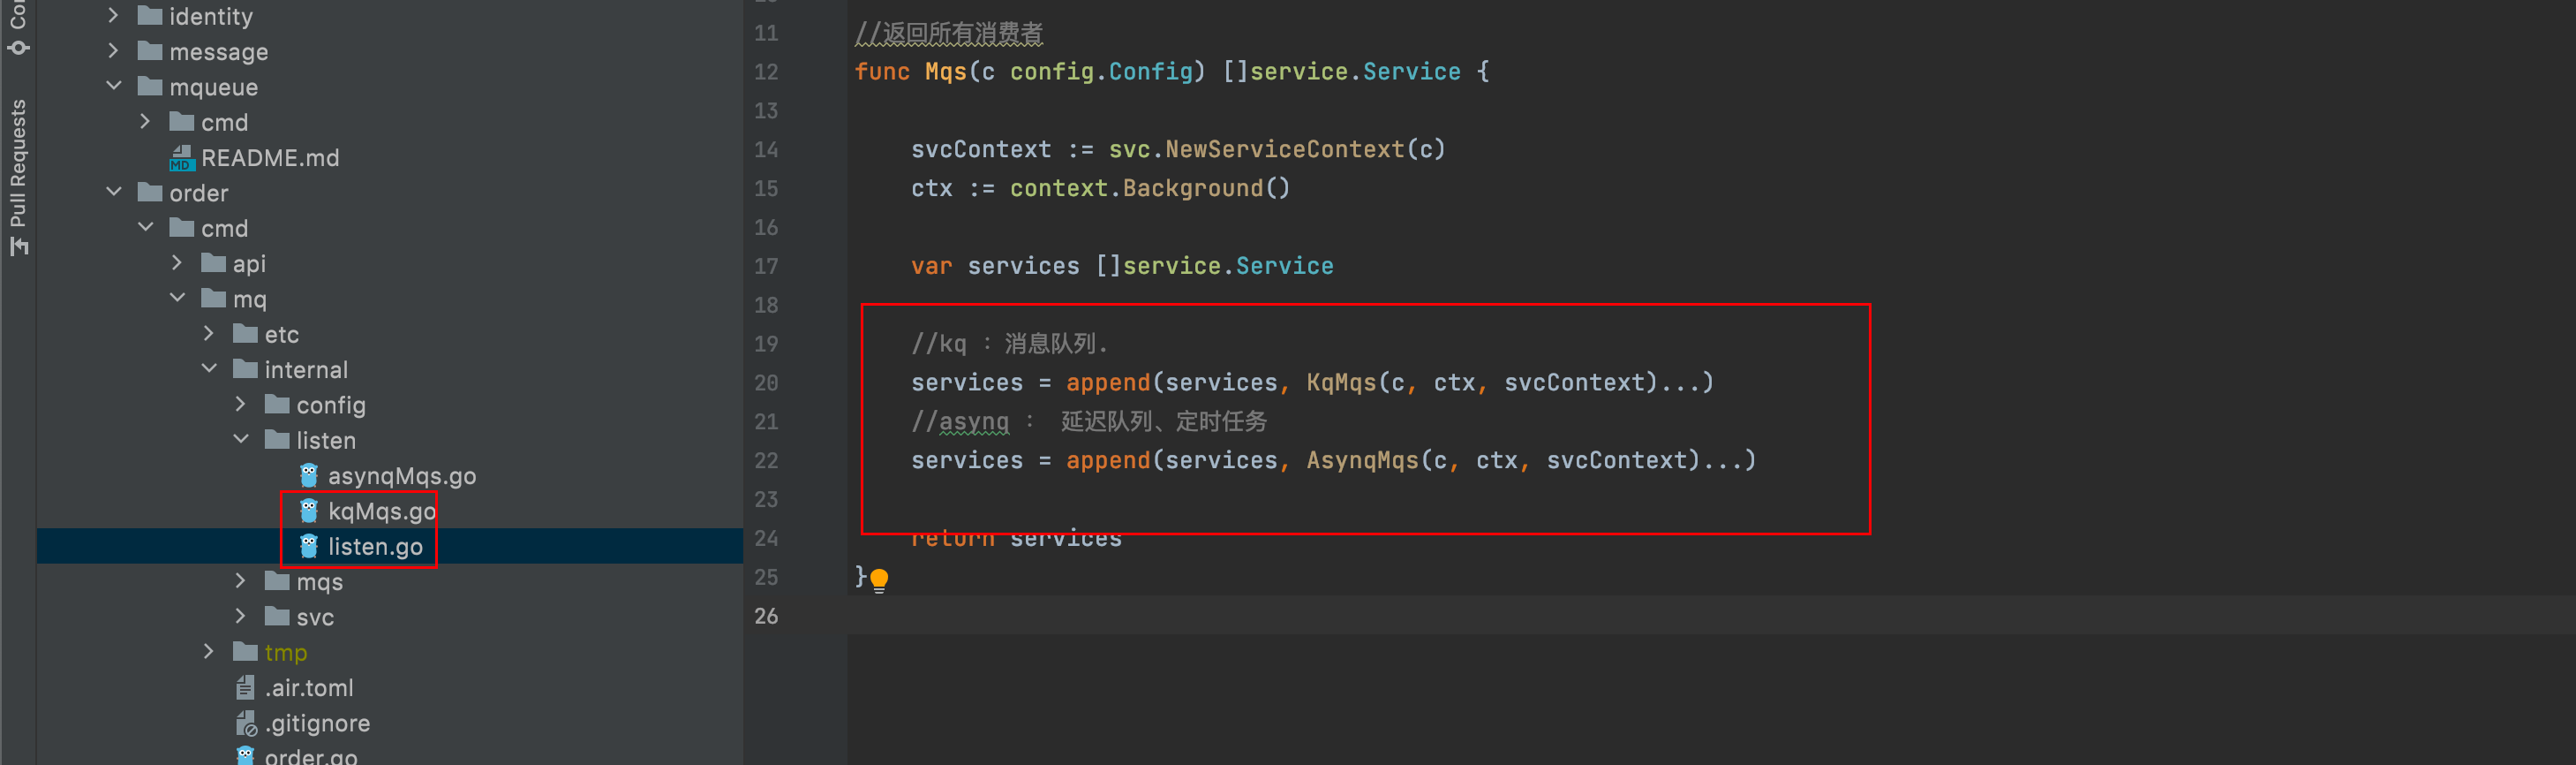 Co
Pull Requests
identity
message
mqueue
cmd
README.md
order
cmd
api
mq
etc
internal
config
listen
asynqMqs.go
kqMqs.go
listen.go
mqs
svc
tmp
.air.toml
.gitignore
order.go
11 //返回所有消费者
12 func Mqs(c config.Config) []service.Service {
13
14 svcContext := svc.NewServiceContext(c)
15 ctx := context.Background()
16
17 var services []service.Service
18
19 //kq ：消息队列.
20 services = append(services, KqMqs(c, ctx, svcContext)...)
21 //asynq ： 延迟队列、定时任务
22 services = append(services, AsynqMqs(c, ctx, svcContext)...)
23
24 return services
25 }
26